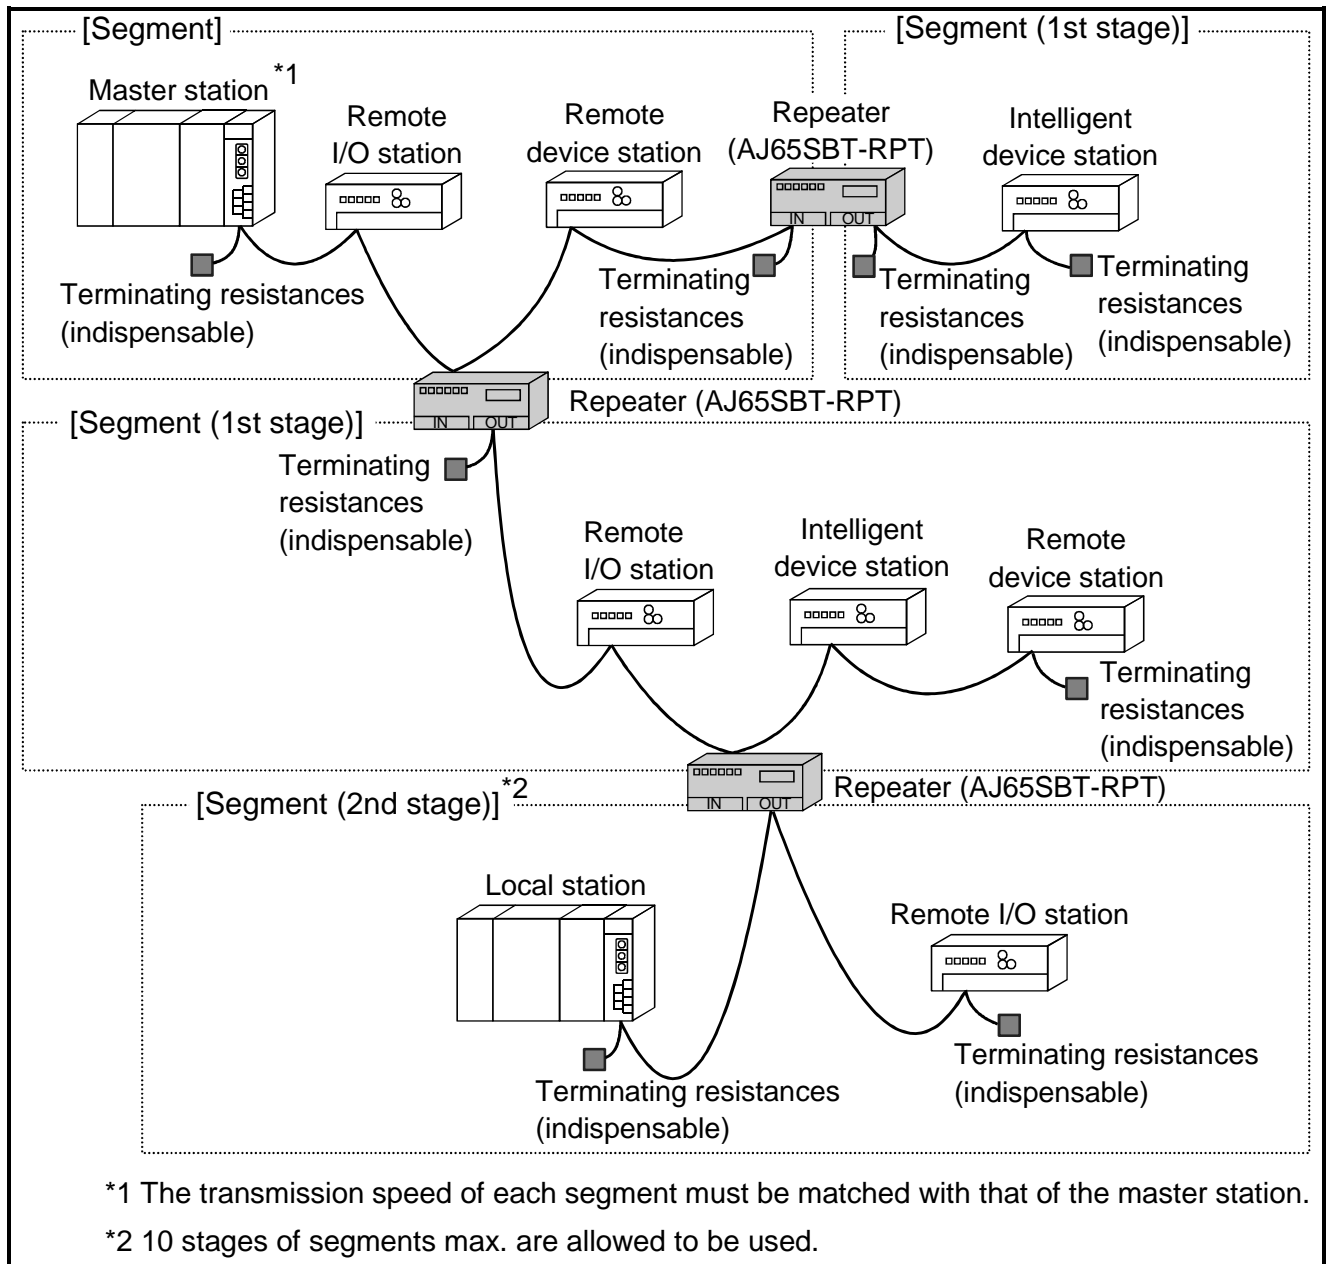 [Segment]
[Segment (1st stage)]
Master station *1
Remote
I/O station
Remote
device station
Repeater
(AJ65SBT-RPT)
Intelligent
device station
IN OUT
Terminating resistances
(indispensable)
Terminating
resistances
(indispensable)
Terminating
resistances
(indispensable)
Terminating
resistances
(indispensable)
Repeater (AJ65SBT-RPT)
IN OUT
[Segment (1st stage)]
Terminating
resistances
(indispensable)
Remote
I/O station
Intelligent
device station
Remote
device station
Terminating
resistances
(indispensable)
Repeater (AJ65SBT-RPT)
IN OUT
[Segment (2nd stage)] *2
Local station
Remote I/O station
Terminating resistances
(indispensable)
Terminating resistances
(indispensable)
*1 The transmission speed of each segment must be matched with that of the master station.
*2 10 stages of segments max. are allowed to be used.